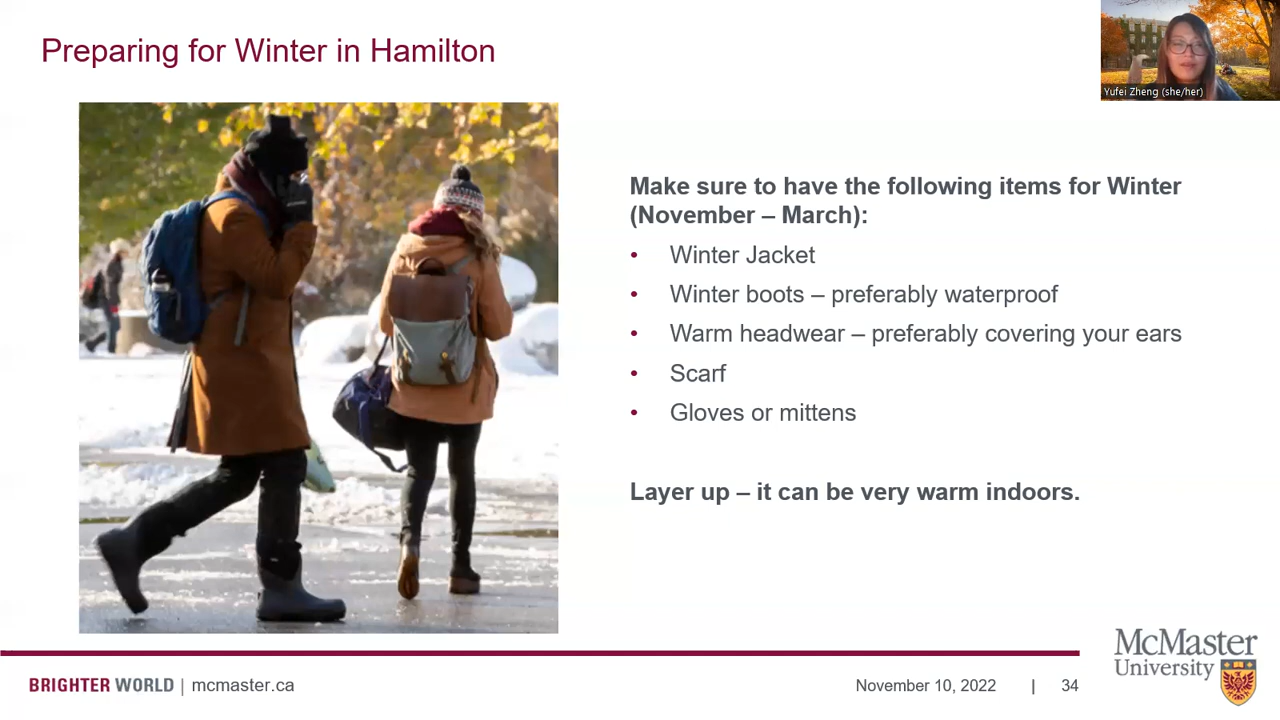 Preparing for Winter in Hamilton
Yufei Zheng (she/her)
Make sure to have the following items for Winter
(November – March):
• Winter Jacket
• Winter boots – preferably waterproof
• Warm headwear – preferably covering your ears
• Scarf
• Gloves or mittens
Layer up – it can be very warm indoors.
BRIGHTER WORLD | mcmaster.ca
November 10, 2022 | 34
McMaster
University